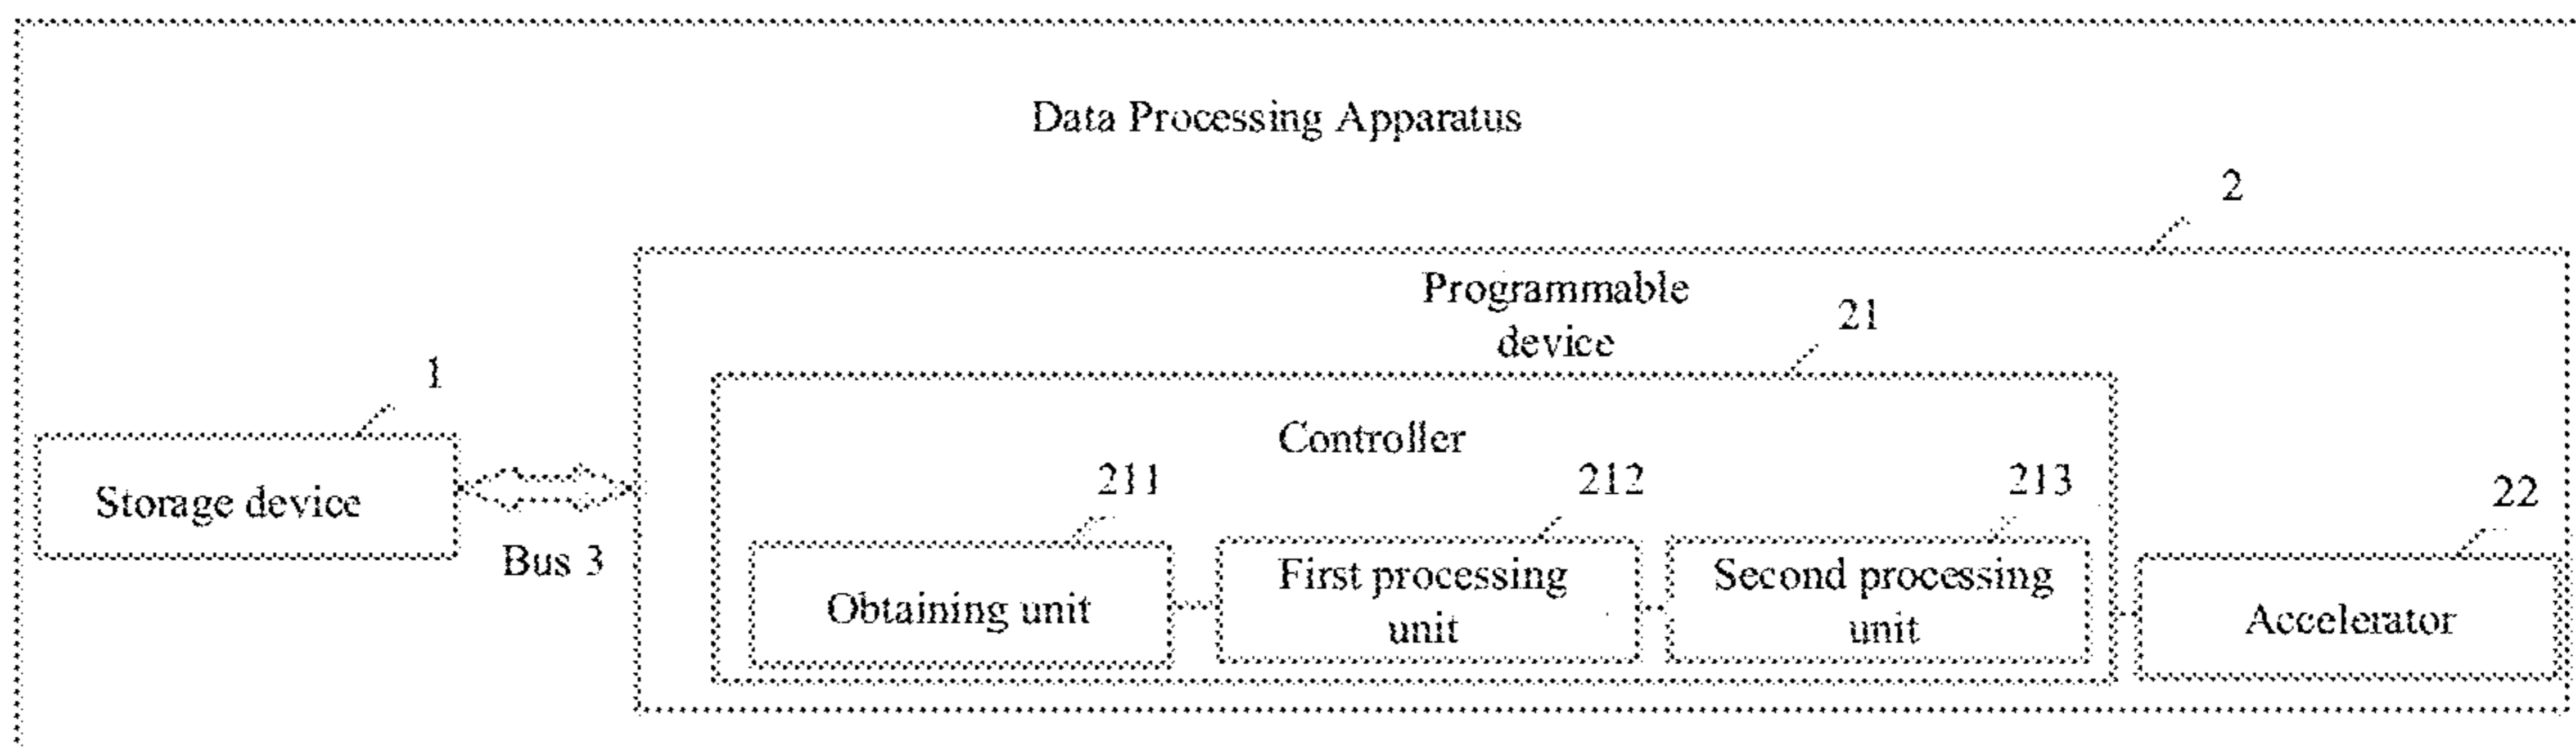 Data Processing Apparatus
2
Programmable
device
21
1
Controller
Storage device
Bus 3
211
212
213
22
Obtaining unit
First processing
unit
Second processing
unit
Accelerator